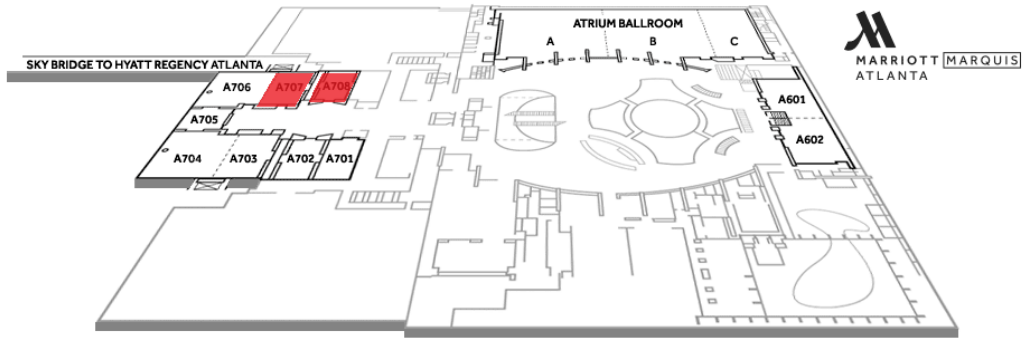 ATRIUM BALLROOM
A
B
C
MARRIOTT MARQUIS
ATLANTA
SKY BRIDGE TO HYATT REGENCY ATLANTA
A706
A707
A708
A705
A704
A703
A702
A701
A601
A602